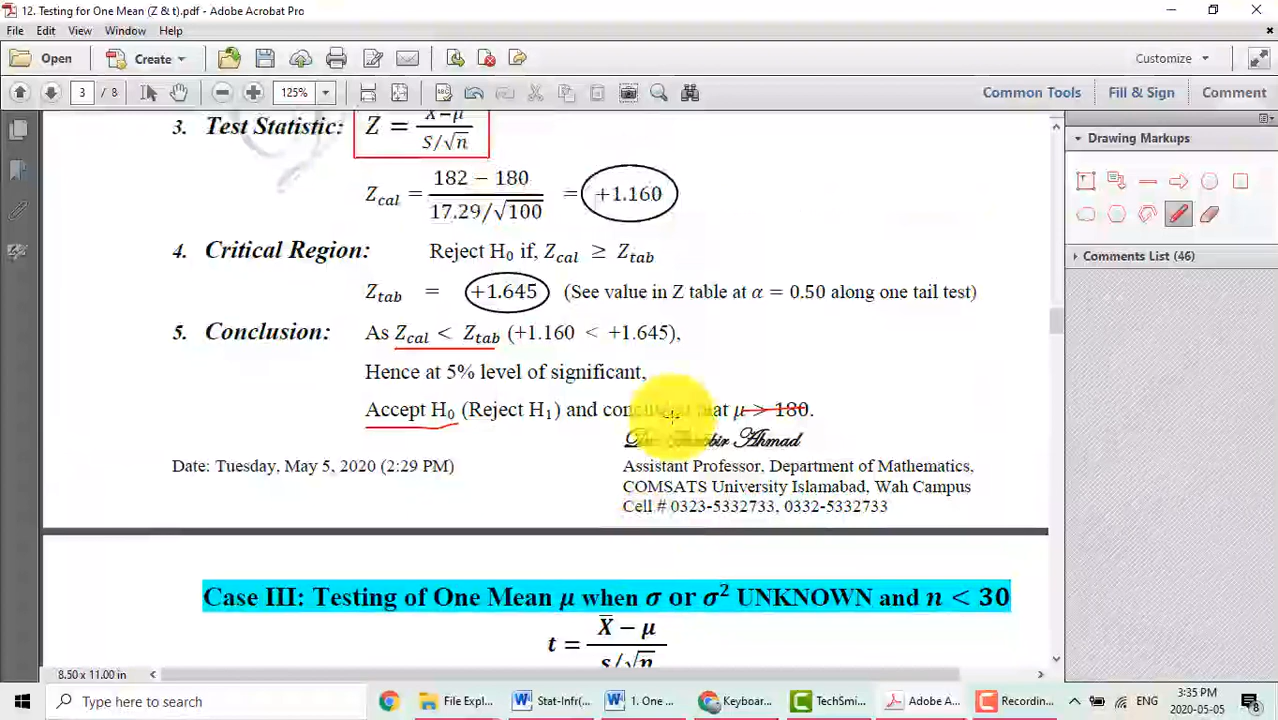 12. Testing for One Mean (Z & t).pdf - Adobe Acrobat Pro
File Edit View Window Help
Open Create Customize
3 / 8 125% Common Tools Fill & Sign Comment
3. Test Statistic: Z = X̄−μ / S/√n
Z_cal = 182 − 180 / 17.29/√100 = +1.160
4. Critical Region: Reject H₀ if, Z_cal ≥ Z_tab
Z_tab = +1.645 (See value in Z table at α = 0.50 along one tail test)
5. Conclusion: As Z_cal < Z_tab (+1.160 < +1.645),
Hence at 5% level of significant,
Accept H₀ (Reject H₁) and that μ > 180.
Ahmad
Date: Tuesday, May 5, 2020 (2:29 PM)
Assistant Professor, Department of Mathematics,
COMSATS University Islamabad, Wah Campus
Cell # 0323-5332733, 0332-5332733
Case III: Testing of One Mean μ when σ or σ² UNKNOWN and n < 30
t = X̄ − μ / s/√n
8.50 x 11.00 in
Drawing Markups
Comments List (46)
Type here to search
File Expl...
Stat-Infr(...
1. One ...
Keyboar...
TechSmi...
Adobe A...
Recordin...
ENG
3:35 PM
2020-05-05
8